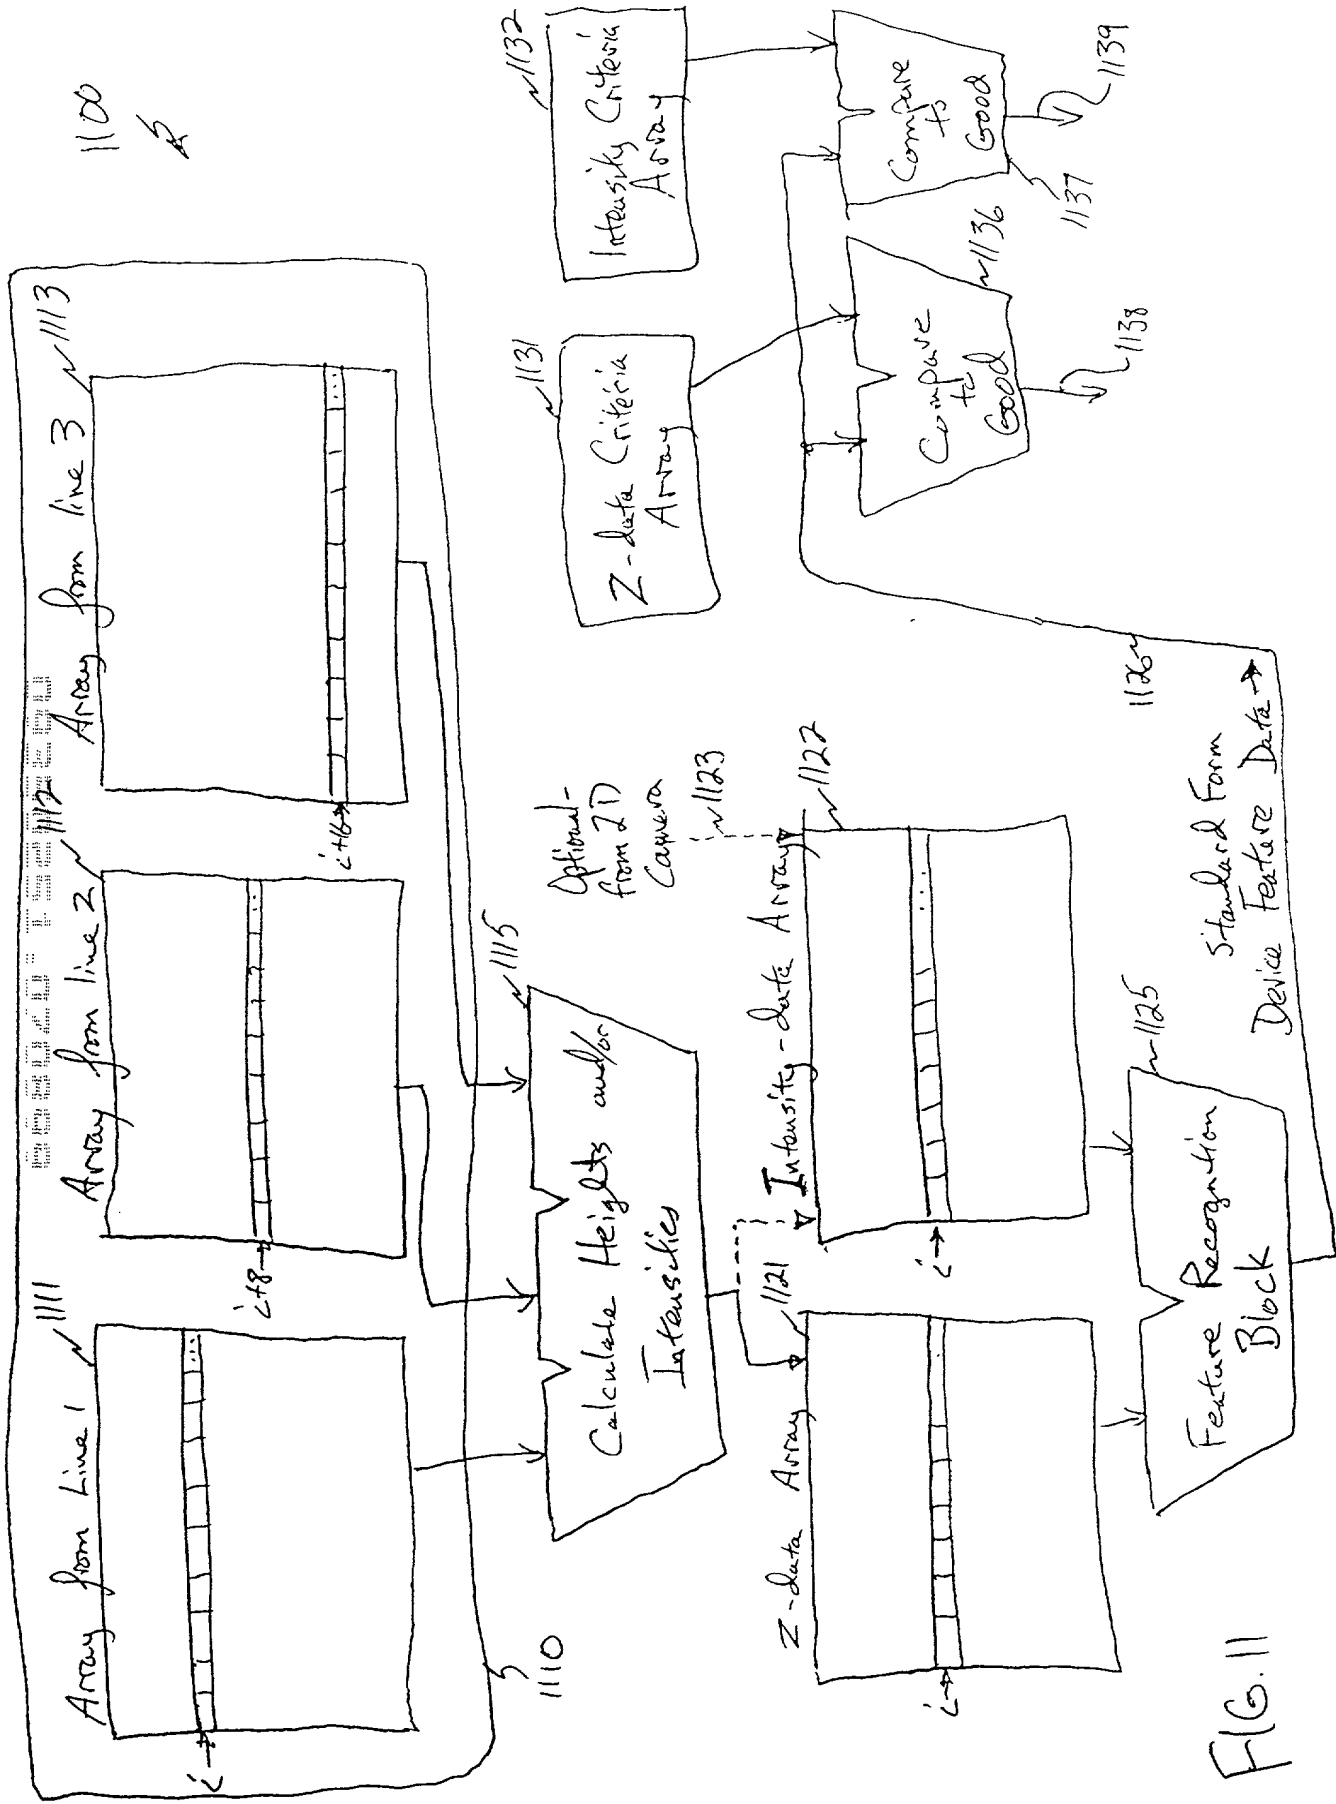 1100
Array from Line 1
1111
i
Array from line 2
1112
i+8
Array from line 3
1113
i+16
1110
Calculate Heights and/or
Intensities
1115
Optional-
from 2D
Camera
1123
Z-data Array
1121
i
Intensity-data Array
1122
i
Feature Recognition
Block
1125
Standard Form
Device Feature Data
1126
Z-data Criteria
Array
1131
Intensity Criteria
Array
1132
Compare
to
Good
1136
1138
Compare
to
Good
1137
1139
FIG. 11